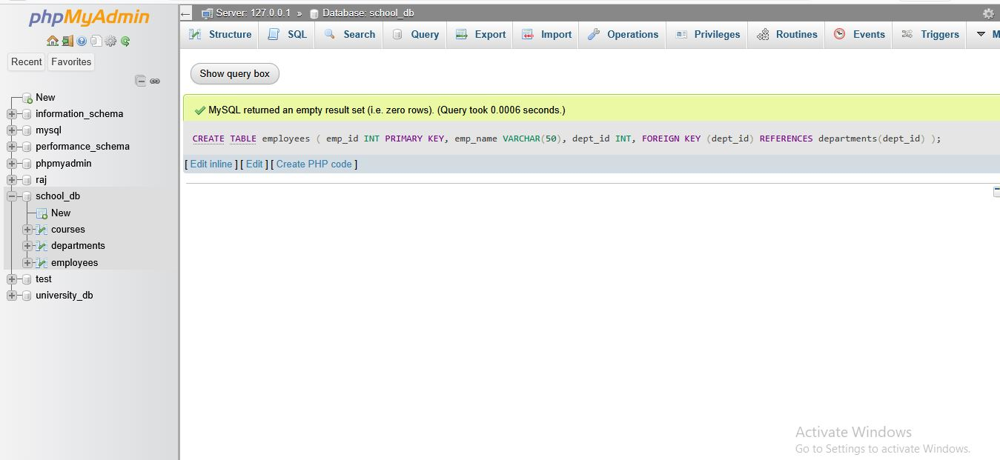 phpMyAdmin
Recent Favorites
New
information_schema
mysql
performance_schema
phpmyadmin
raj
school_db
New
courses
departments
employees
test
university_db
Server: 127.0.0.1 » Database: school_db
Structure SQL Search Query Export Import Operations Privileges Routines Events Triggers M
Show query box
MySQL returned an empty result set (i.e. zero rows). (Query took 0.0006 seconds.)
CREATE TABLE employees ( emp_id INT PRIMARY KEY, emp_name VARCHAR(50), dept_id INT, FOREIGN KEY (dept_id) REFERENCES departments(dept_id) );
[ Edit inline ] [ Edit ] [ Create PHP code ]
Activate Windows
Go to Settings to activate Windows.